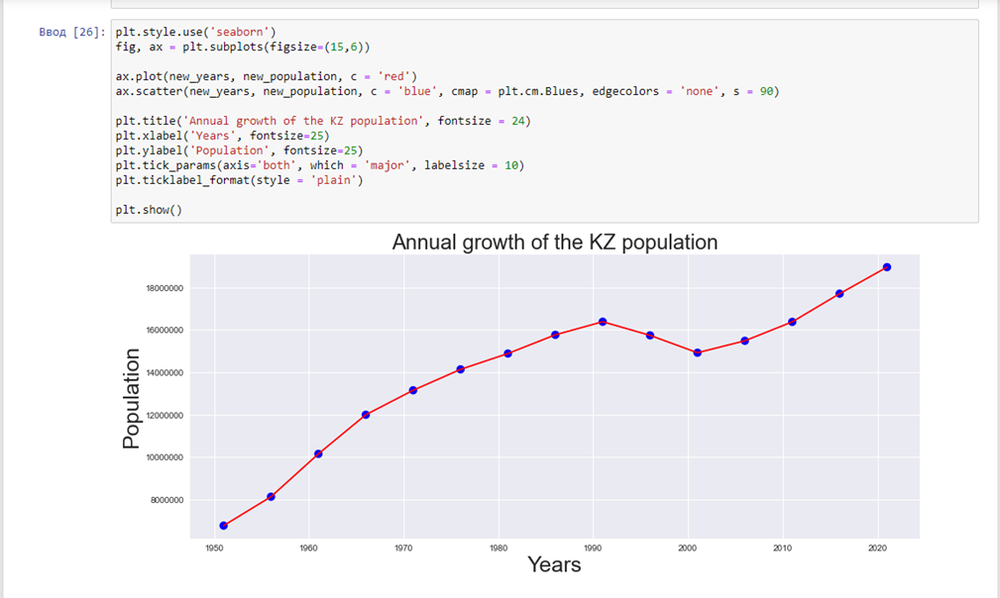 Ввод [26]:
plt.style.use('seaborn')
fig, ax = plt.subplots(figsize=(15,6))
ax.plot(new_years, new_population, c = 'red')
ax.scatter(new_years, new_population, c = 'blue', cmap = plt.cm.Blues, edgecolors = 'none', s = 90)
plt.title('Annual growth of the KZ population', fontsize = 24)
plt.xlabel('Years', fontsize=25)
plt.ylabel('Population', fontsize=25)
plt.tick_params(axis='both', which = 'major', labelsize = 10)
plt.ticklabel_format(style = 'plain')
plt.show()
Annual growth of the KZ population
Population
18000000
16000000
14000000
12000000
10000000
8000000
1950 1960 1970 1980 1990 2000 2010 2020
Years